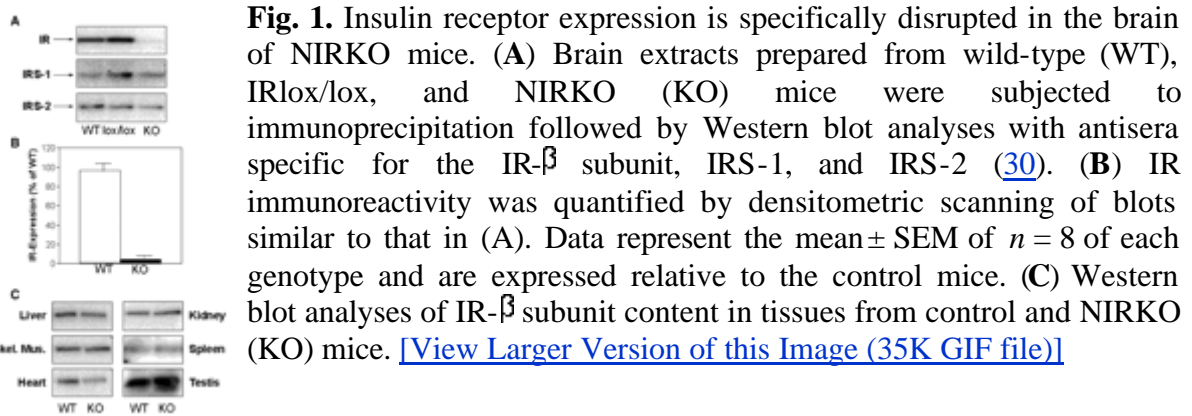 A
IR
IRS-1
IRS-2
WT lox/lox KO
B
IR-Expression (% of WT)
120
100
80
60
40
20
0
WT KO
C
Liver Kidney
kel. Mus. Spleen
Heart Testis
WT KO WT KO
Fig. 1. Insulin receptor expression is specifically disrupted in the brain
of NIRKO mice. (A) Brain extracts prepared from wild-type (WT),
IRlox/lox, and NIRKO (KO) mice were subjected to
immunoprecipitation followed by Western blot analyses with antisera
specific for the IR-β subunit, IRS-1, and IRS-2 (30). (B) IR
immunoreactivity was quantified by densitometric scanning of blots
similar to that in (A). Data represent the mean ± SEM of n = 8 of each
genotype and are expressed relative to the control mice. (C) Western
blot analyses of IR-β subunit content in tissues from control and NIRKO
(KO) mice. [View Larger Version of this Image (35K GIF file)]